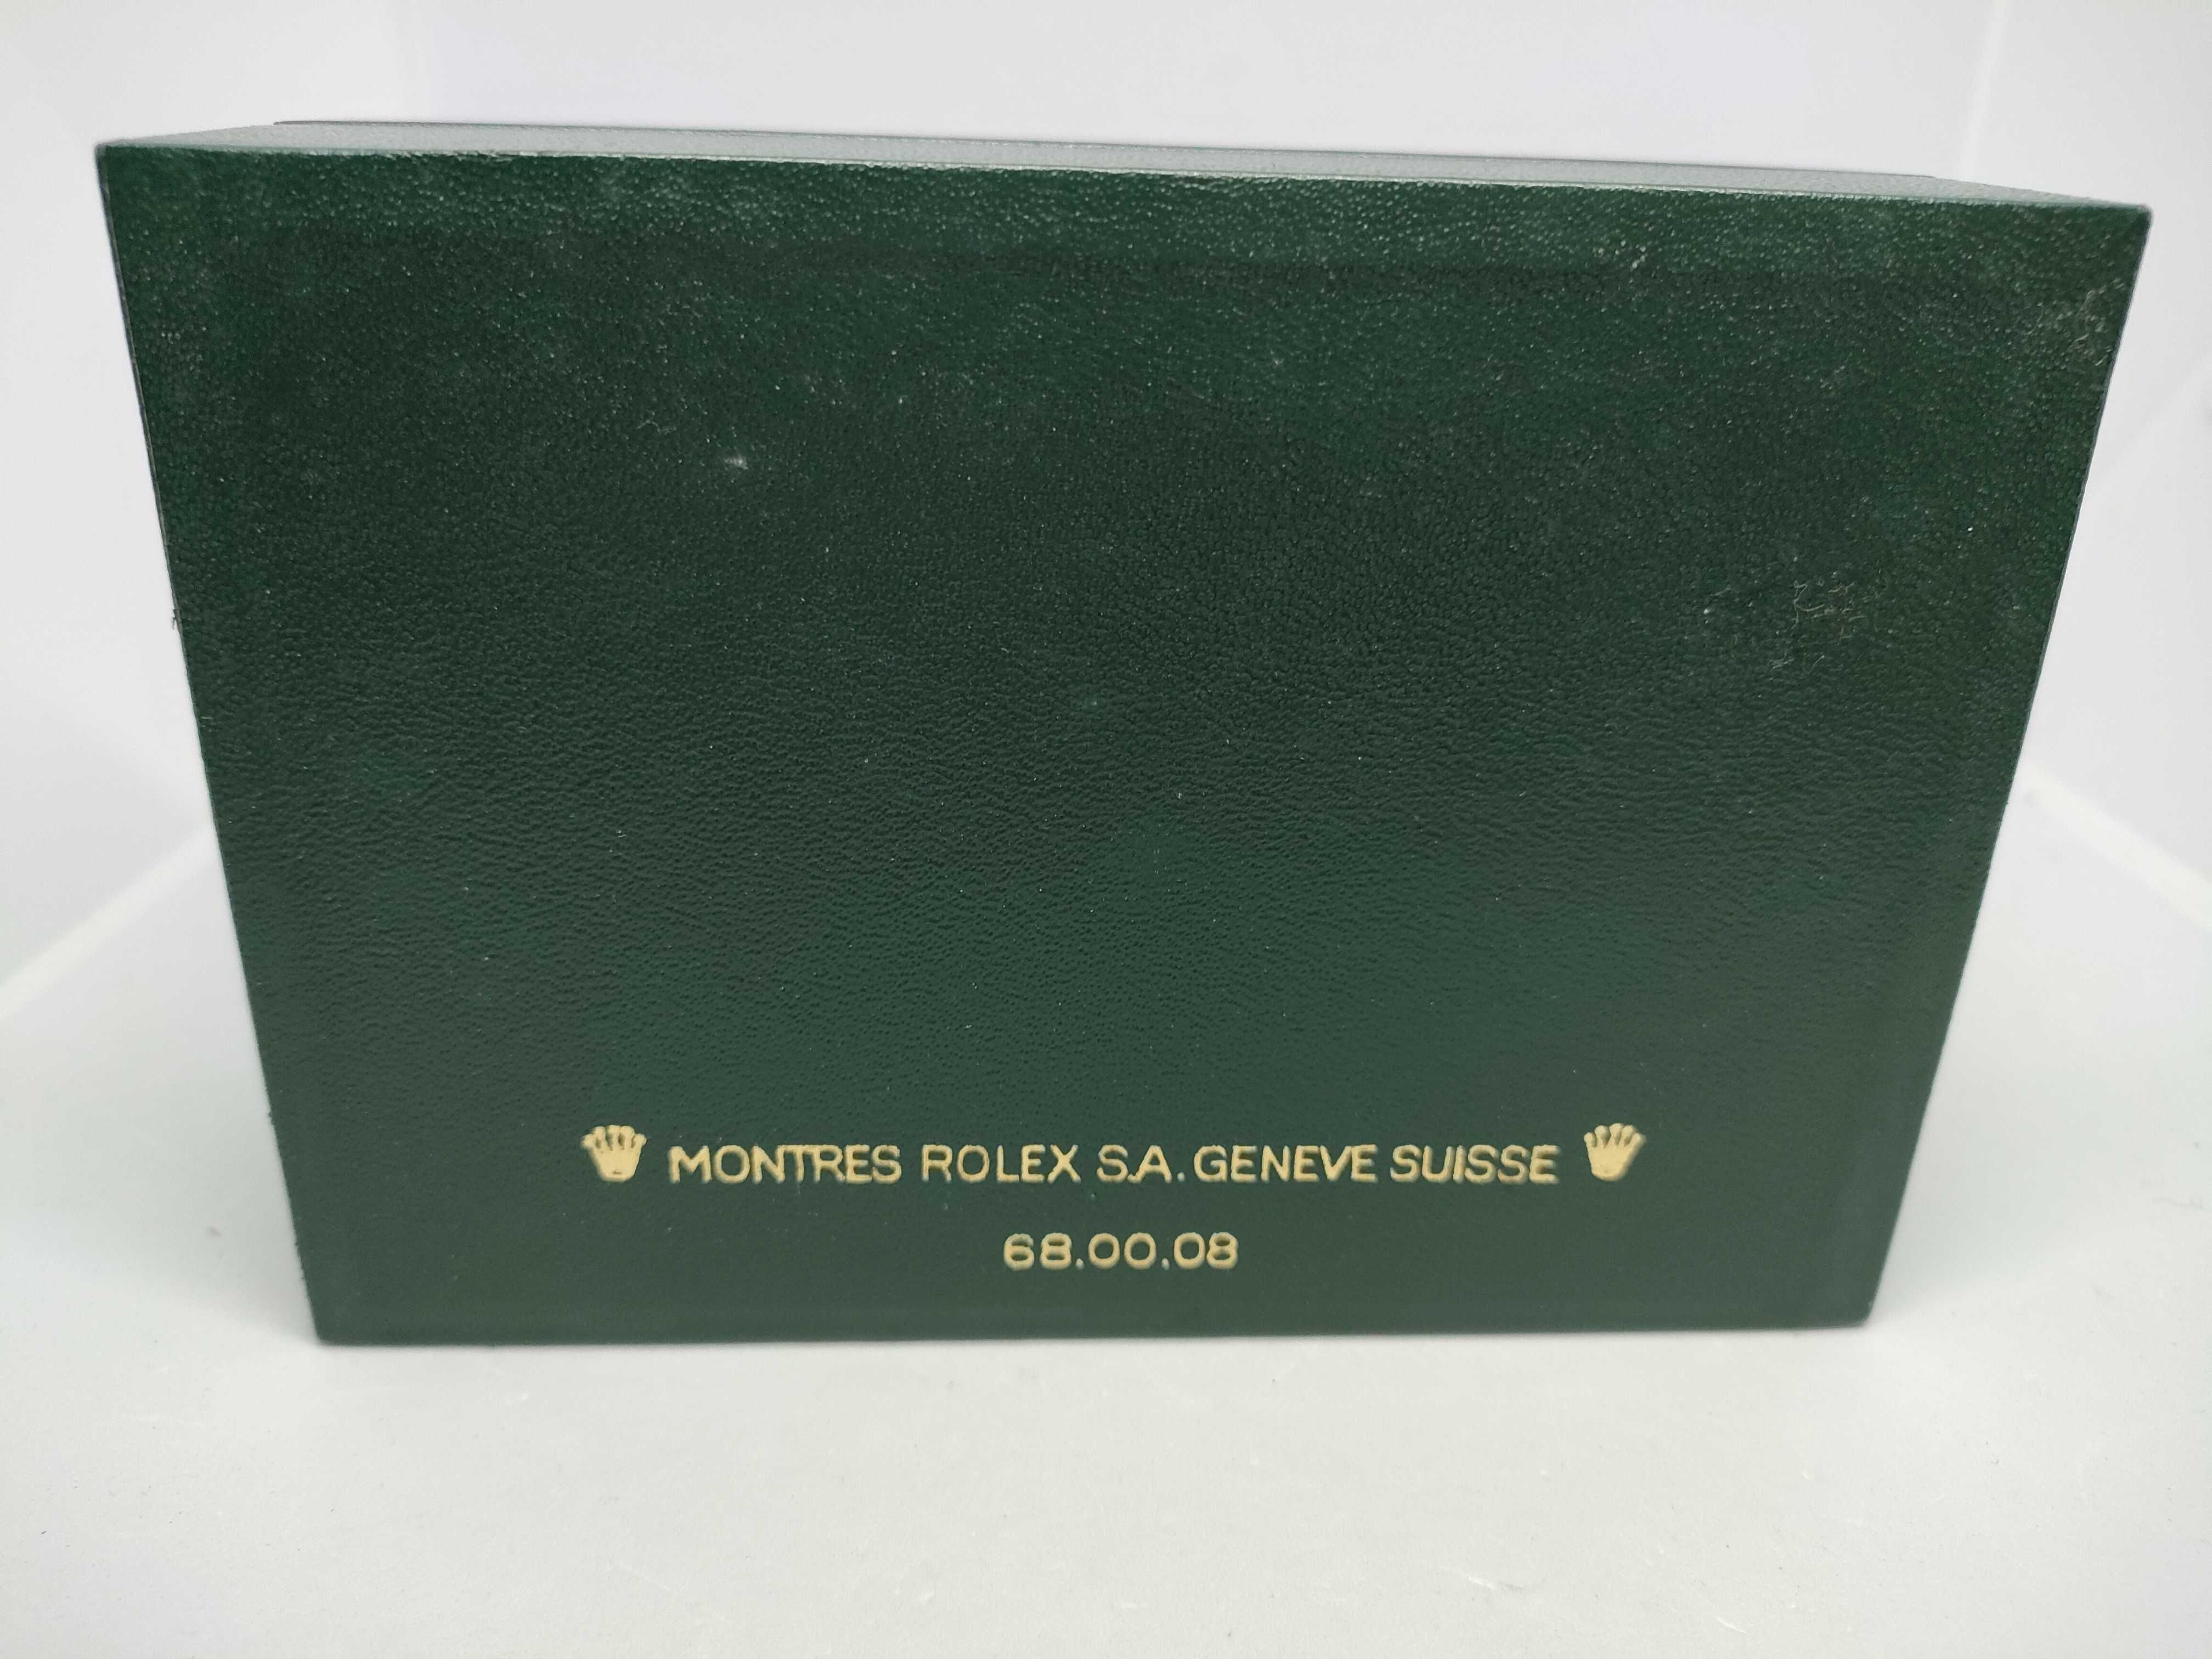 MONTRES ROLEX S.A. GENEVE SUISSE
68.00.08